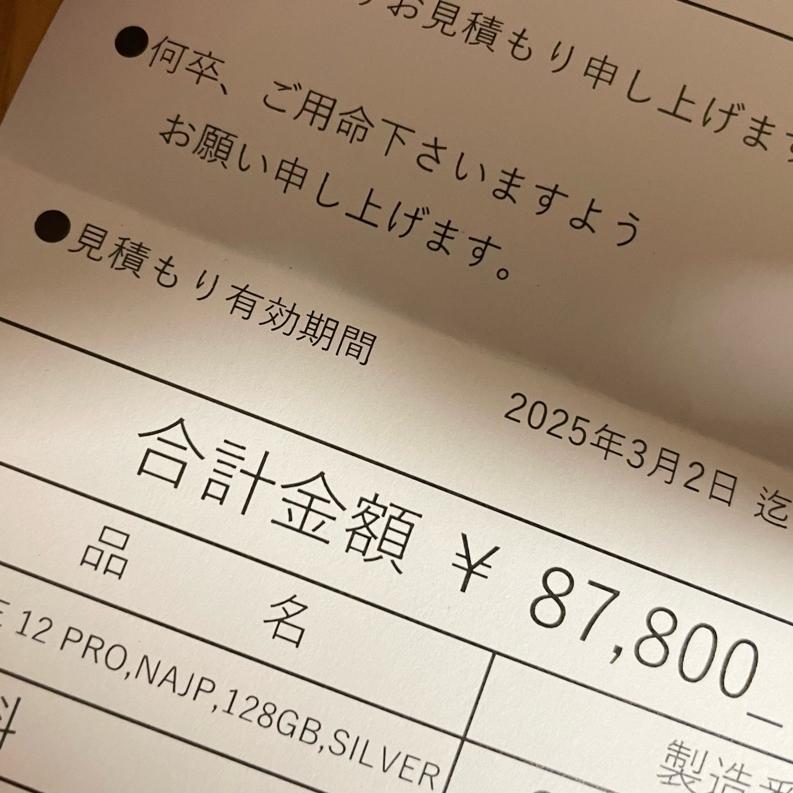 お見積もり申し上げます
●何卒、ご用命下さいますよう
お願い申し上げます。
●見積もり有効期間
2025年3月2日 迄
合計金額 ¥ 87,800_
品 名
製造
E 12 PRO,NAJP,128GB,SILVER
料